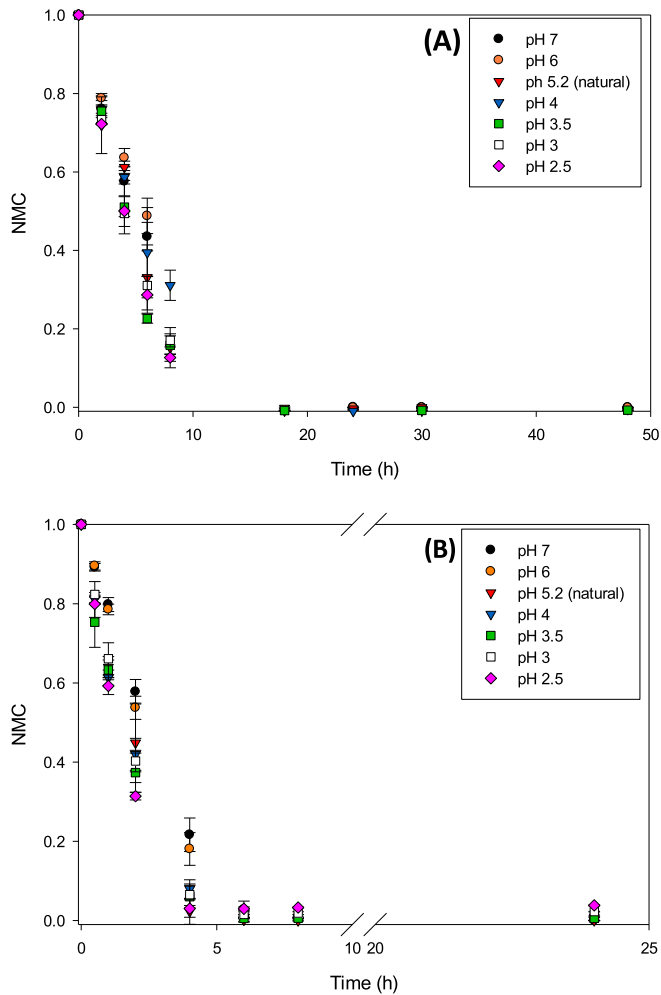 1.0
(A)
pH 7
pH 6
0.8
ph 5.2 (natural)
pH 4
pH 3.5
0.6
pH 3
pH 2.5
NMC
0.4
0.2
0.0
0 10 20 30 40 50
Time (h)
1.0
(B)
pH 7
pH 6
pH 5.2 (natural)
0.8
pH 4
pH 3.5
pH 3
0.6
pH 2.5
NMC
0.4
0.2
0.0
0 5 10 20 25
Time (h)